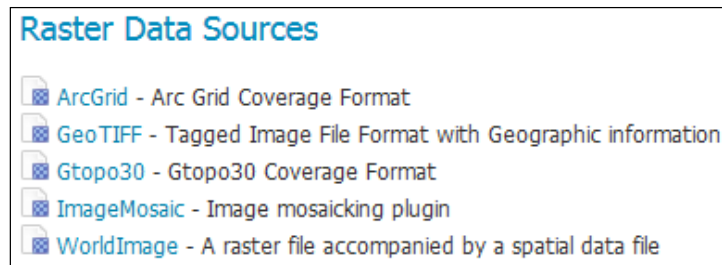 Raster Data Sources
ArcGrid - Arc Grid Coverage Format
GeoTIFF - Tagged Image File Format with Geographic information
Gtopo30 - Gtopo30 Coverage Format
ImageMosaic - Image mosaicking plugin
WorldImage - A raster file accompanied by a spatial data file